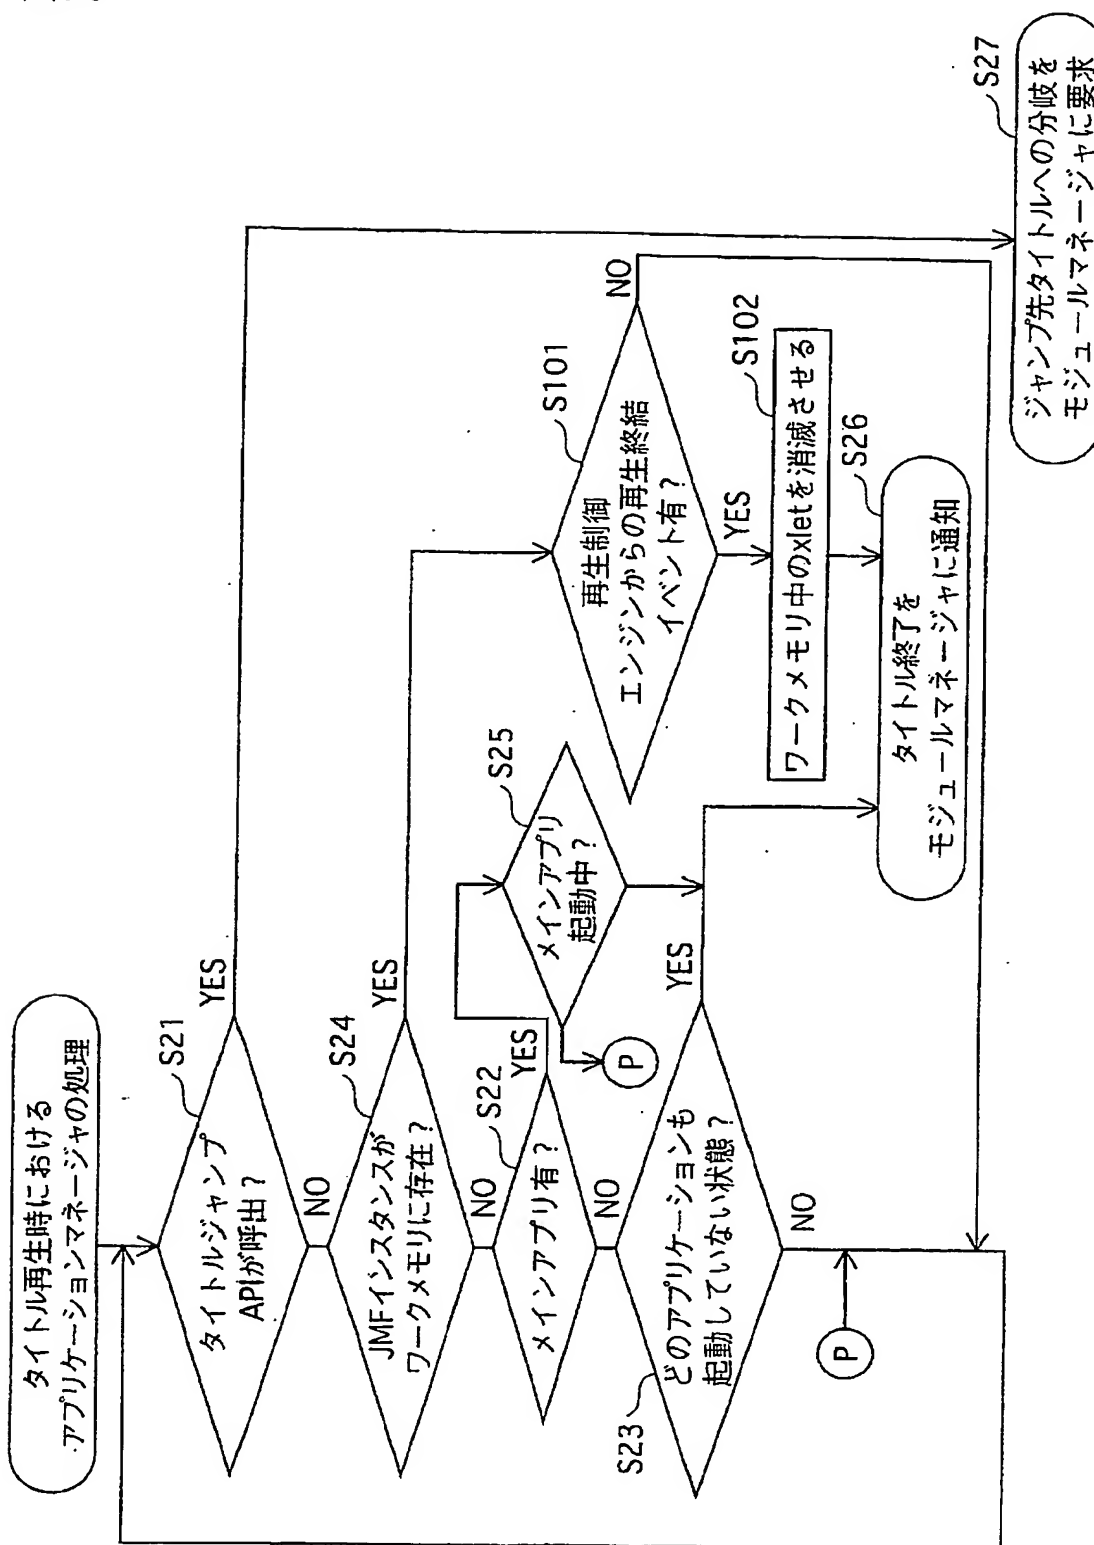 タイトル再生時における
アプリケーションマネージャの処理
S21
タイトルジャンプ
APIが呼出？
YES
NO
S24
JMFインスタンスが
ワークメモリに存在？
YES
NO
S22
メインアプリ有？
YES
NO
S25
メインアプリ
起動中？
P
S23
どのアプリケーションも
起動していない状態？
YES
NO
P
S101
再生制御
エンジンからの再生終結
イベント有？
NO
YES
S102
ワークメモリ中のxletを消滅させる
S26
タイトル終了を
モジュールマネージャに通知
S27
ジャンプ先タイトルへの分岐を
モジュールマネージャに要求